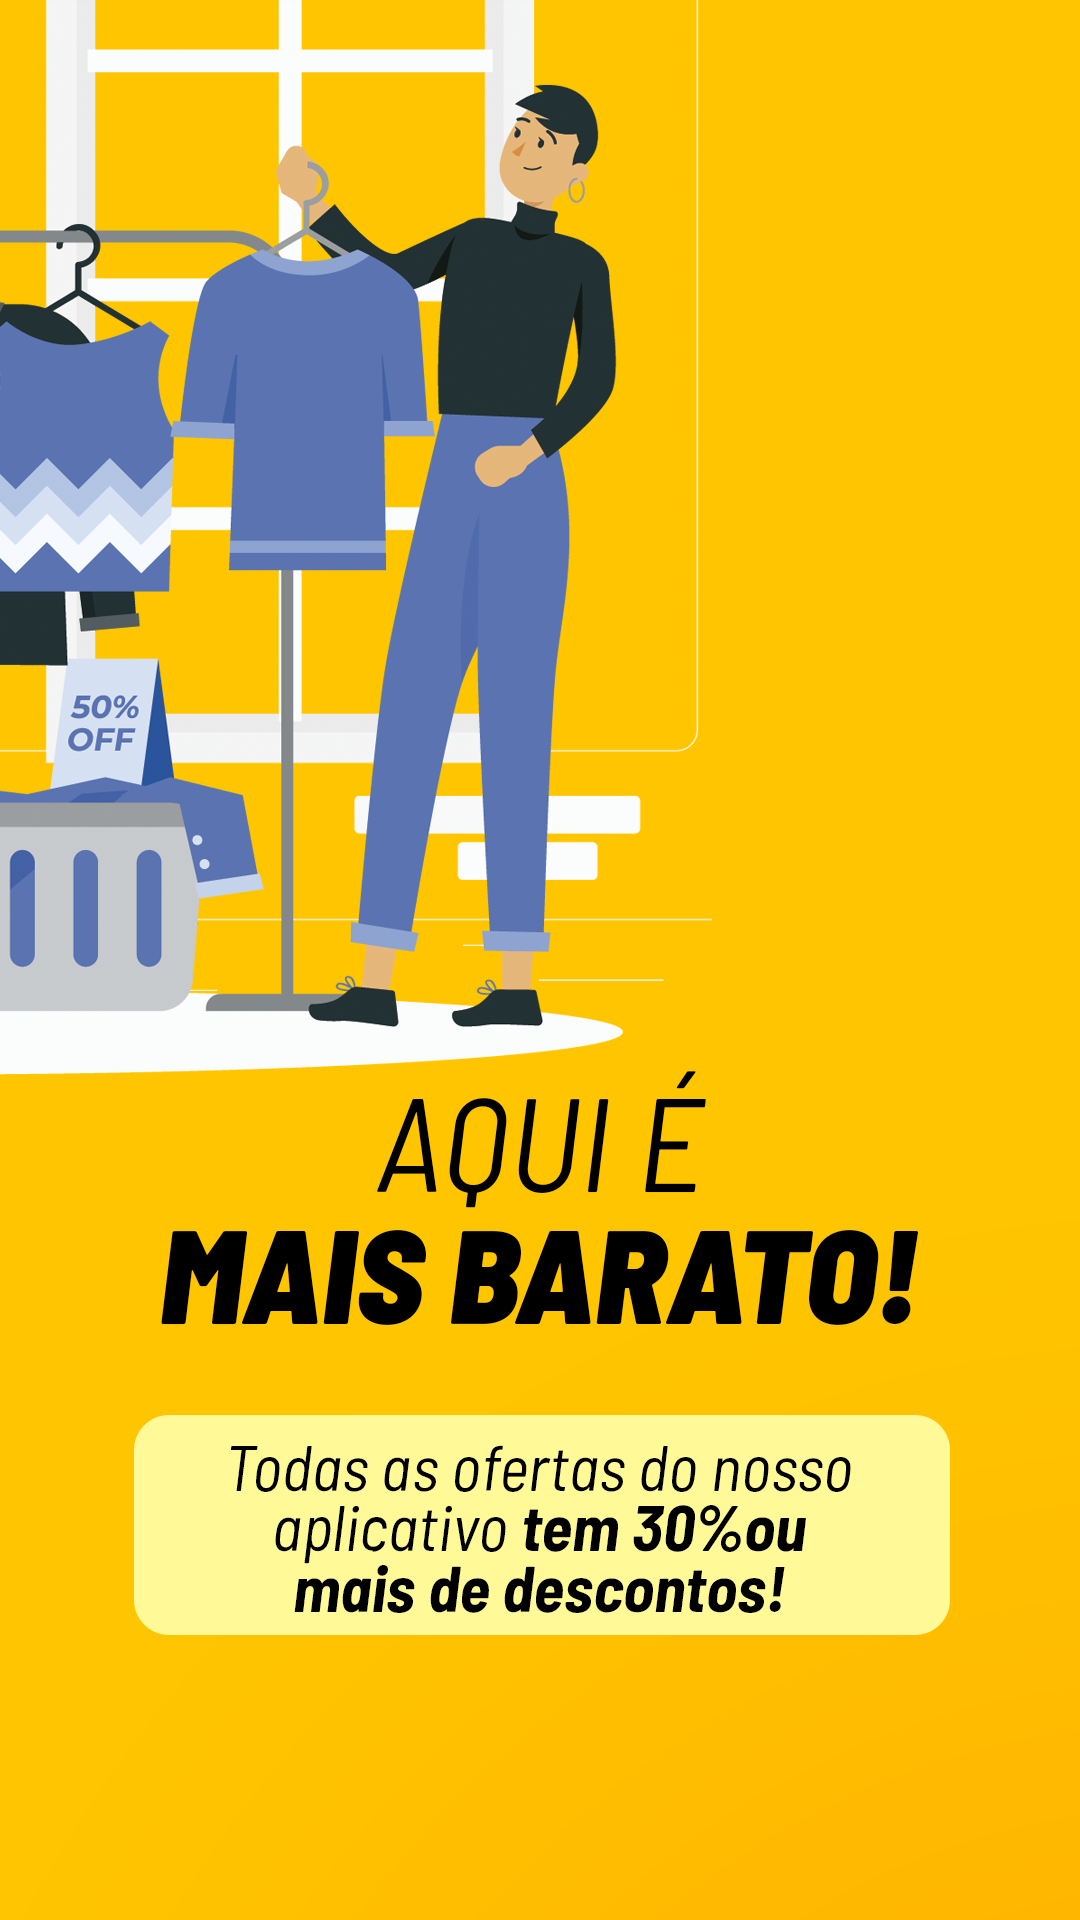 50%
OFF
AQUI É
MAIS BARATO!
Todas as ofertas do nosso
aplicativo tem 30%ou
mais de descontos!